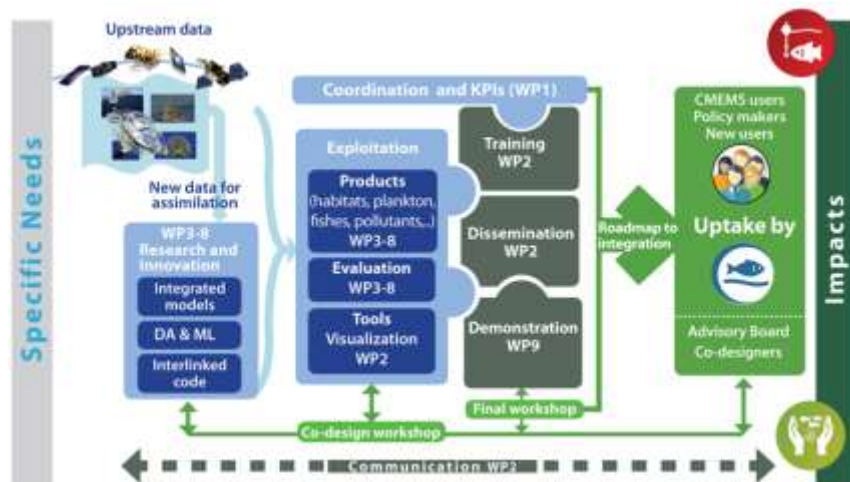 Specific Needs
Upstream data
New data for
assimilation
WP3-8
Research and
innovation
Integrated
models
DA & ML
Interlinked
code
Coordination and KPIs (WP1)
Exploitation
Products
(habitats, plankton,
fishes, pollutants,..)
WP3-8
Evaluation
WP3-8
Tools
Visualization
WP2
Training
WP2
Dissemination
WP2
Demonstration
WP9
Roadmap to
integration
CMEMS users
Policy makers
New users
Uptake by
Advisory Board
Co-designers
Impacts
Final workshop
Co-design workshop
Communication WP2